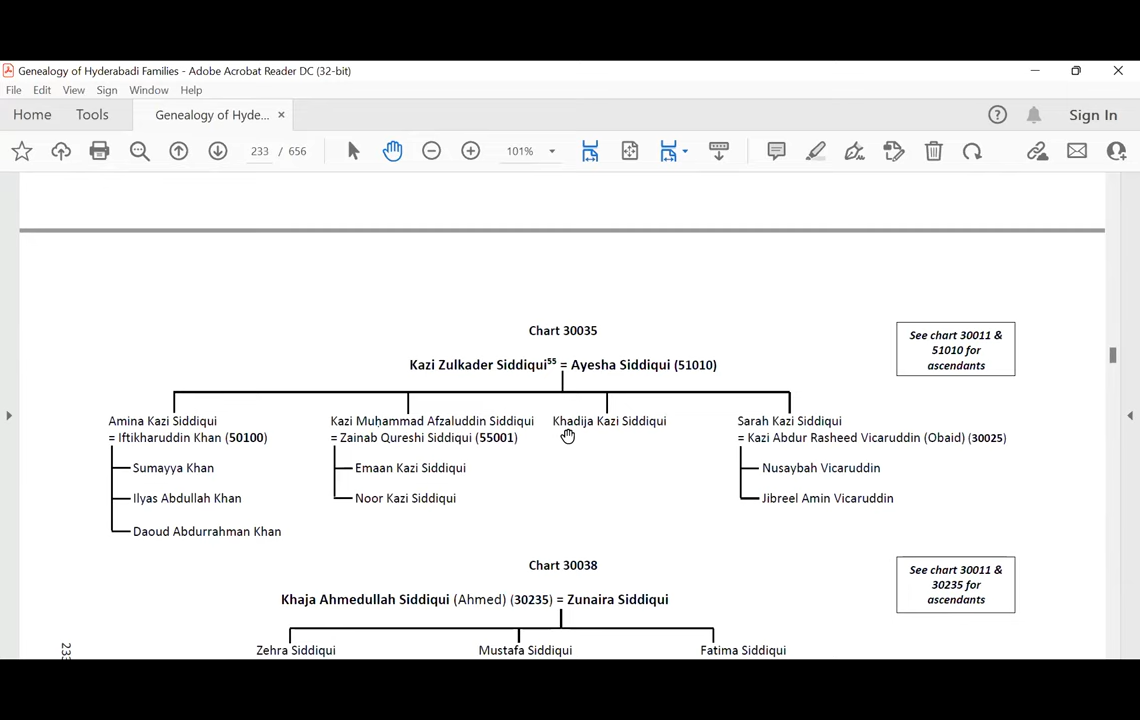 Genealogy of Hyderabadi Families - Adobe Acrobat Reader DC (32-bit)
File Edit View Sign Window Help
Home Tools Genealogy of Hyde... × Sign In
233 / 656 101%
Chart 30035
See chart 30011 &
51010 for
ascendants
Kazi Zulkader Siddiqui⁵⁵ = Ayesha Siddiqui (51010)
Amina Kazi Siddiqui
= Iftikharuddin Khan (50100)
Sumayya Khan
Ilyas Abdullah Khan
Daoud Abdurrahman Khan
Kazi Muḥammad Afzaluddin Siddiqui
= Zainab Qureshi Siddiqui (55001)
Emaan Kazi Siddiqui
Noor Kazi Siddiqui
Khadija Kazi Siddiqui
Sarah Kazi Siddiqui
= Kazi Abdur Rasheed Vicaruddin (Obaid) (30025)
Nusaybah Vicaruddin
Jibreel Amin Vicaruddin
Chart 30038
See chart 30011 &
30235 for
ascendants
Khaja Ahmedullah Siddiqui (Ahmed) (30235) = Zunaira Siddiqui
Zehra Siddiqui
Mustafa Siddiqui
Fatima Siddiqui
233